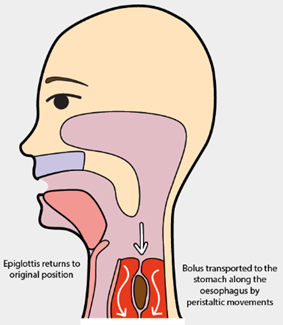 Epiglottis returns to
original position
Bolus transported to the
stomach along the
oesophagus by
peristaltic movements